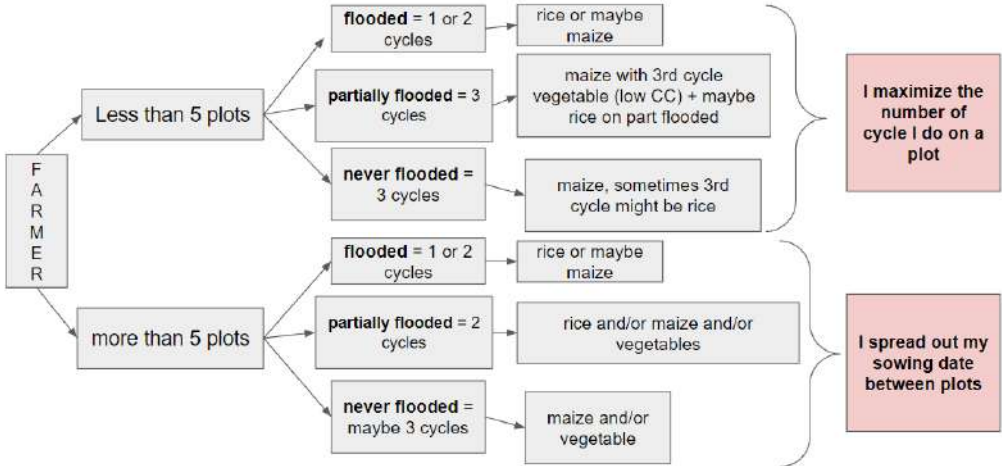 F
A
R
M
E
R
Less than 5 plots
flooded = 1 or 2
cycles
rice or maybe
maize
partially flooded = 3
cycles
maize with 3rd cycle
vegetable (low CC) + maybe
rice on part flooded
never flooded =
3 cycles
maize, sometimes 3rd
cycle might be rice
I maximize the
number of
cycle I do on a
plot
more than 5 plots
flooded = 1 or 2
cycles
rice or maybe
maize
partially flooded = 2
cycles
rice and/or maize and/or
vegetables
never flooded =
maybe 3 cycles
maize and/or
vegetable
I spread out my
sowing date
between plots